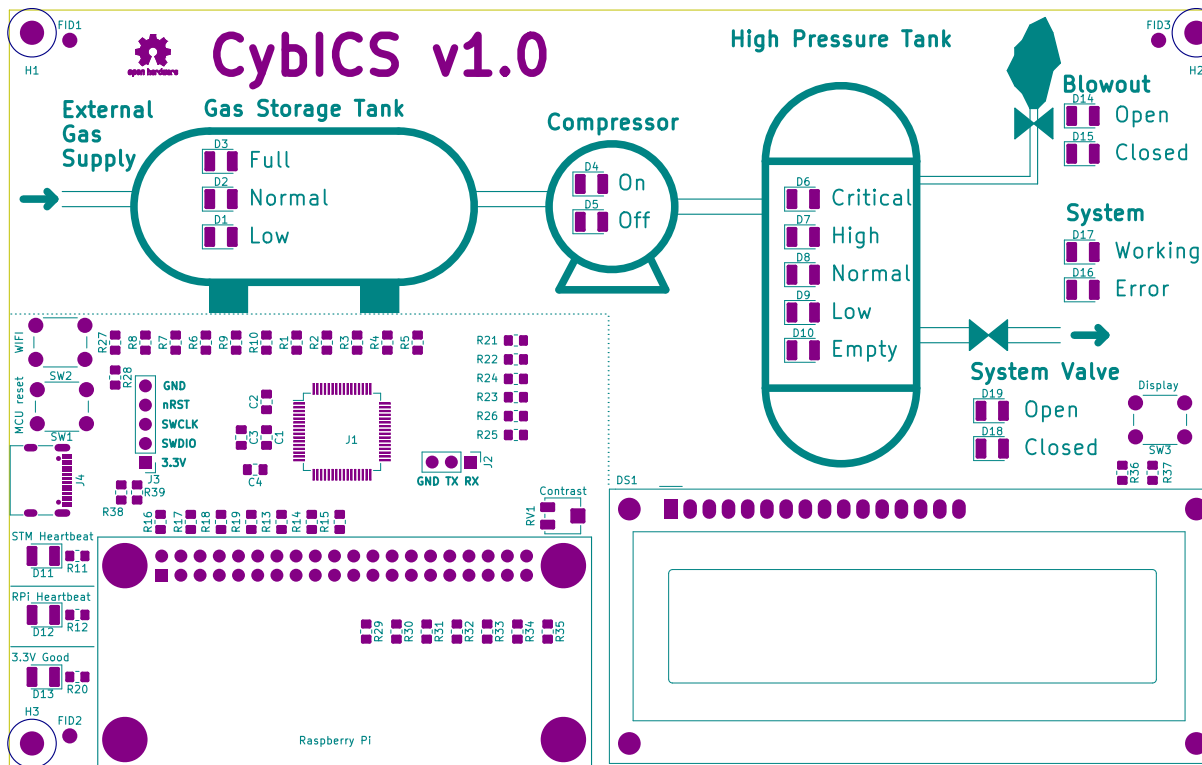 FID1
H1
open hardware
CybICS v1.0
High Pressure Tank
FID3
H2
External
Gas
Supply
Gas Storage Tank
D3
Full
D2
Normal
D1
Low
Compressor
D4
On
D5
Off
D6
Critical
D7
High
D8
Normal
D9
Low
D10
Empty
Blowout
D14
Open
D15
Closed
System
D17
Working
D16
Error
System Valve
D19
Open
D18
Closed
Display
SW3
R36
R37
WIFI
SW2
MCU reset
SW1
R27
R8
R7
R6
R9
R10
R1
R2
R3
R4
R5
R28
GND
nRST
SWCLK
SWDIO
3.3V
J3
J4
R39
R38
C2
C3
C1
C4
J1
R21
R22
R24
R23
R26
R25
J2
GND TX RX
Contrast
RV1
R16
R17
R18
R19
R13
R14
R15
DS1
STM Heartbeat
D11
R11
RPi Heartbeat
D12
R12
3.3V Good
D13
R20
H3
FID2
R29
R30
R31
R32
R33
R34
R35
Raspberry Pi